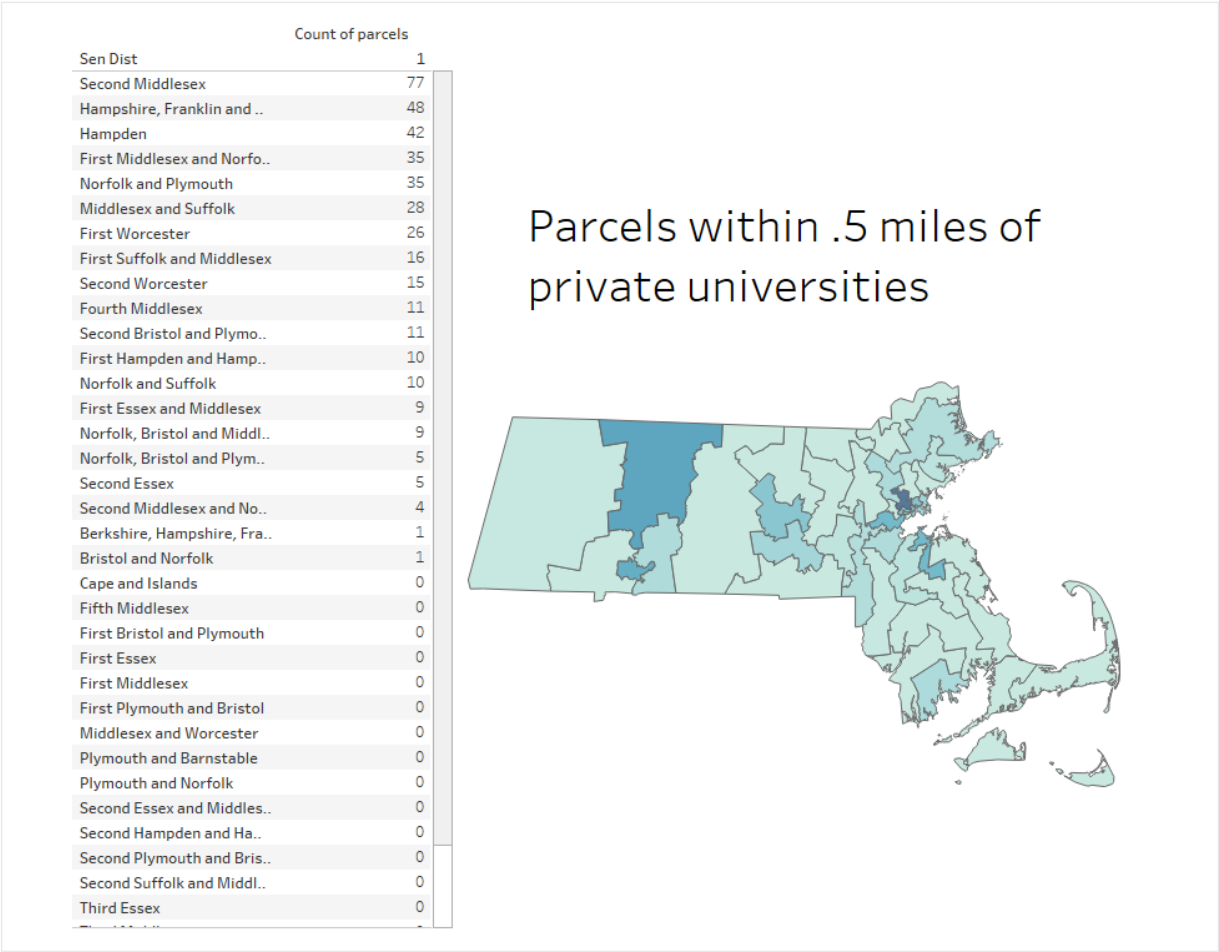 Count of parcels
Sen Dist 1
Second Middlesex 77
Hampshire, Franklin and .. 48
Hampden 42
First Middlesex and Norfo.. 35
Norfolk and Plymouth 35
Middlesex and Suffolk 28
First Worcester 26
First Suffolk and Middlesex 16
Second Worcester 15
Fourth Middlesex 11
Second Bristol and Plymo.. 11
First Hampden and Hamp.. 10
Norfolk and Suffolk 10
First Essex and Middlesex 9
Norfolk, Bristol and Middl.. 9
Norfolk, Bristol and Plym.. 5
Second Essex 5
Second Middlesex and No.. 4
Berkshire, Hampshire, Fra.. 1
Bristol and Norfolk 1
Cape and Islands 0
Fifth Middlesex 0
First Bristol and Plymouth 0
First Essex 0
First Middlesex 0
First Plymouth and Bristol 0
Middlesex and Worcester 0
Plymouth and Barnstable 0
Plymouth and Norfolk 0
Second Essex and Middles.. 0
Second Hampden and Ha.. 0
Second Plymouth and Bris.. 0
Second Suffolk and Middl.. 0
Third Essex 0
Parcels within .5 miles of
private universities